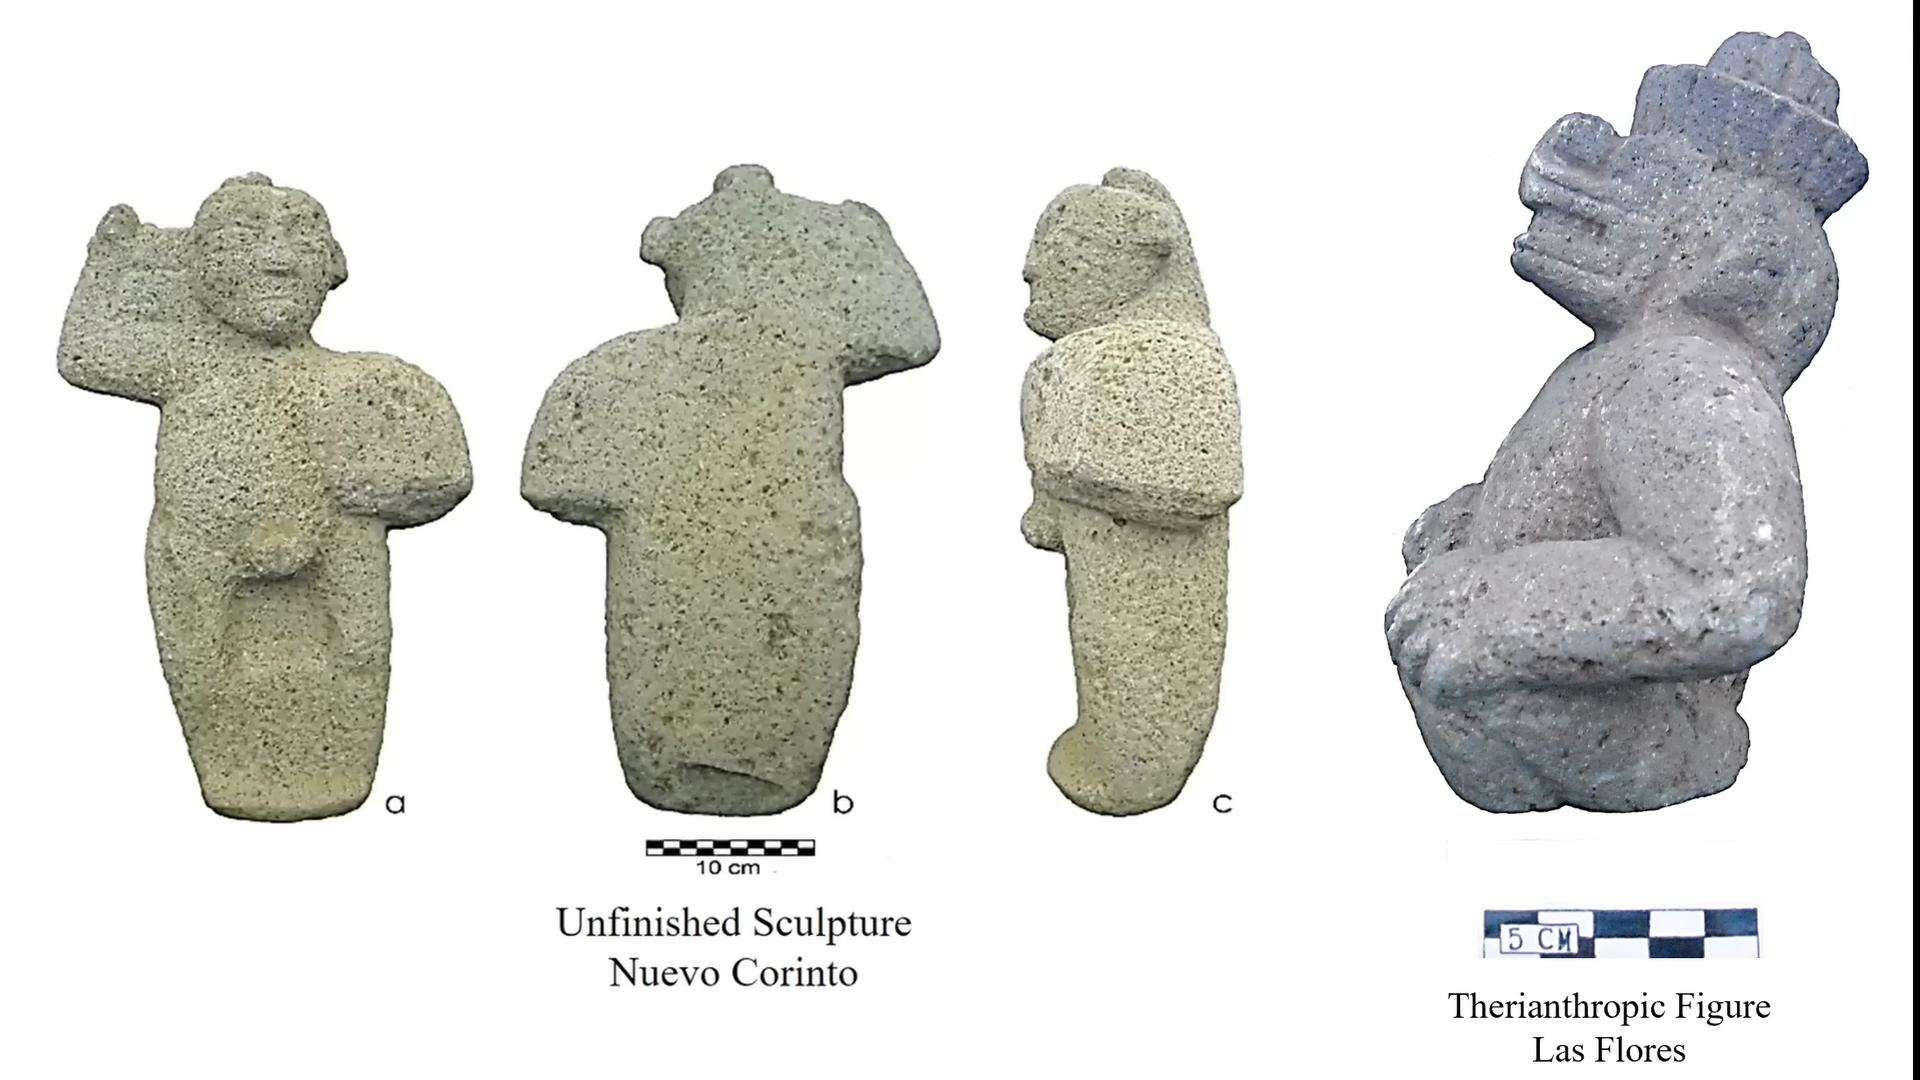 a
b
c
10 cm
Unfinished Sculpture
Nuevo Corinto
5 CM
Therianthropic Figure
Las Flores